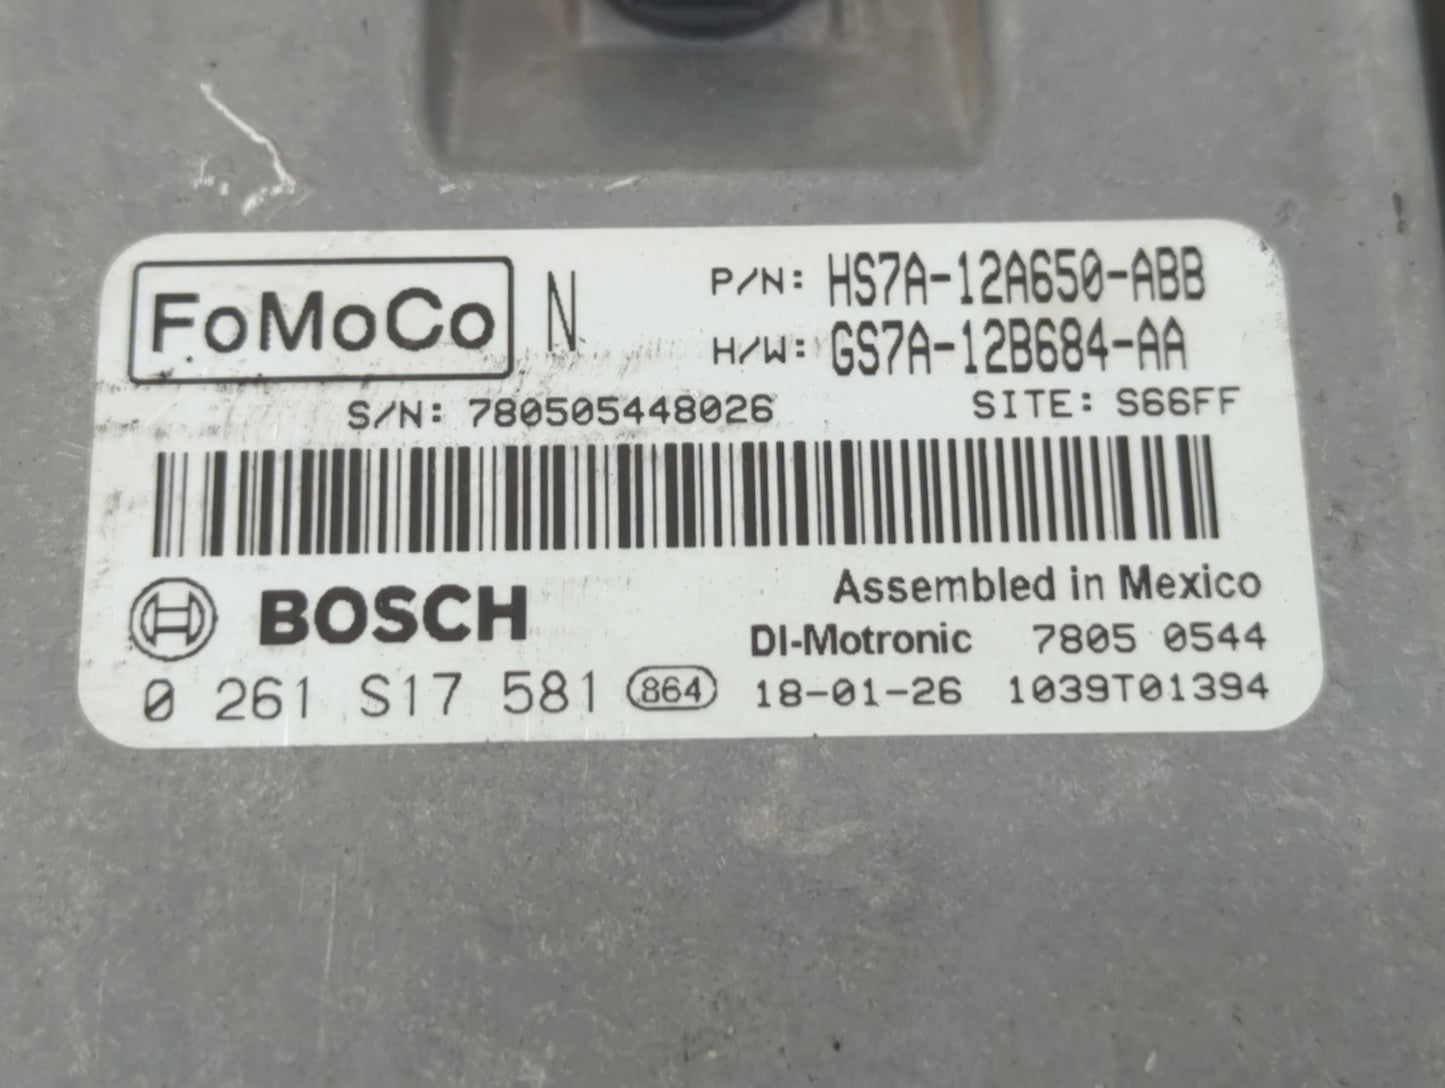 FoMoCo N P/N: HS7A-12A650-ABB
H/W: GS7A-12B684-AA
S/N: 780505448026 SITE: S66FF
BOSCH Assembled in Mexico
DI-Motronic 7805 0544
0 261 S17 581 864 18-01-26 1039T01394